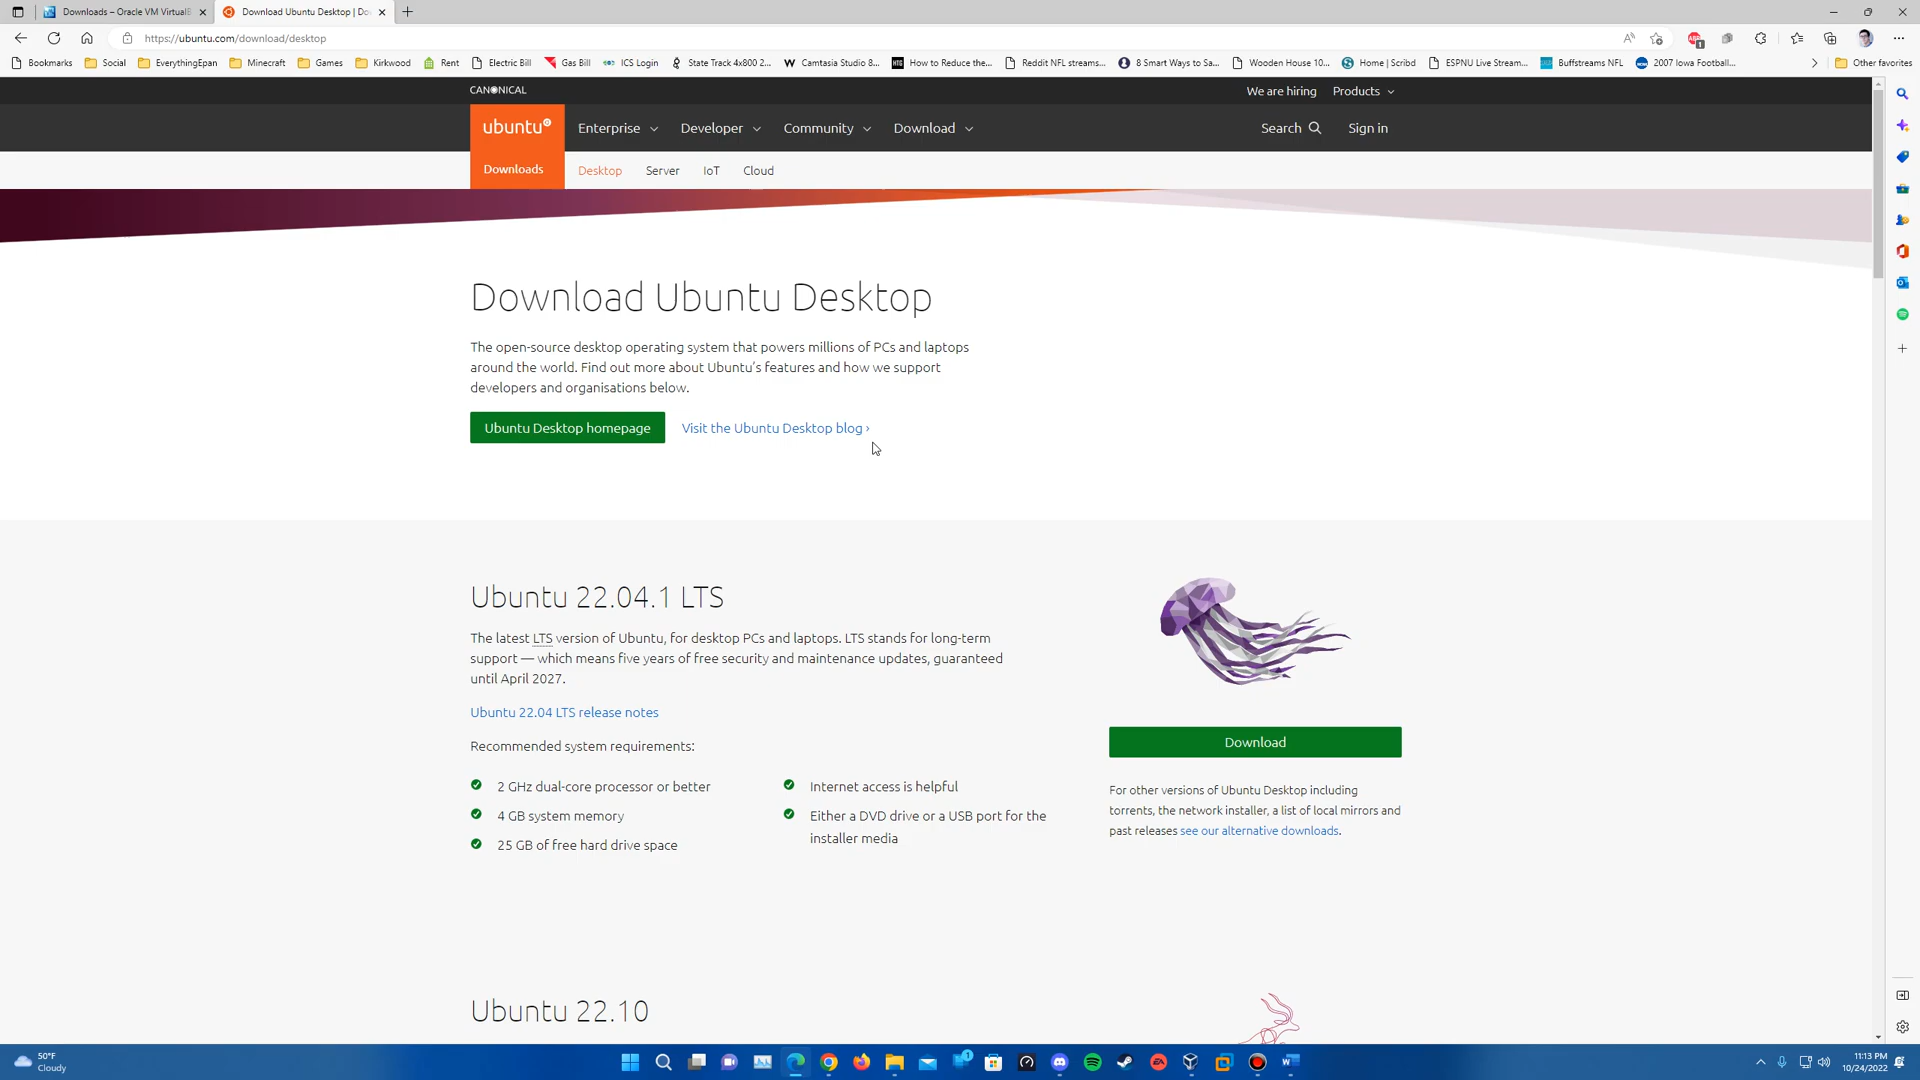 Downloads – Oracle VM VirtualB
Download Ubuntu Desktop | Do
https://ubuntu.com/download/desktop
Bookmarks Social EverythingEpan Minecraft Games Kirkwood Rent Electric Bill Gas Bill ICS Login State Track 4x800 2... Camtasia Studio 8... How to Reduce the... Reddit NFL streams... 8 Smart Ways to Sa... Wooden House 10... Home | Scribd ESPNU Live Stream... Buffstreams NFL 2007 Iowa Football... Other favorites
CANONICAL We are hiring Products
ubuntu Enterprise Developer Community Download Search Sign in
Downloads Desktop Server IoT Cloud
Download Ubuntu Desktop
The open-source desktop operating system that powers millions of PCs and laptops
around the world. Find out more about Ubuntu's features and how we support
developers and organisations below.
Ubuntu Desktop homepage Visit the Ubuntu Desktop blog ›
Ubuntu 22.04.1 LTS
The latest LTS version of Ubuntu, for desktop PCs and laptops. LTS stands for long-term
support — which means five years of free security and maintenance updates, guaranteed
until April 2027.
Ubuntu 22.04 LTS release notes
Recommended system requirements:
2 GHz dual-core processor or better
4 GB system memory
25 GB of free hard drive space
Internet access is helpful
Either a DVD drive or a USB port for the
installer media
Download
For other versions of Ubuntu Desktop including
torrents, the network installer, a list of local mirrors and
past releases see our alternative downloads.
Ubuntu 22.10
50°F
Cloudy
11:13 PM
10/24/2022